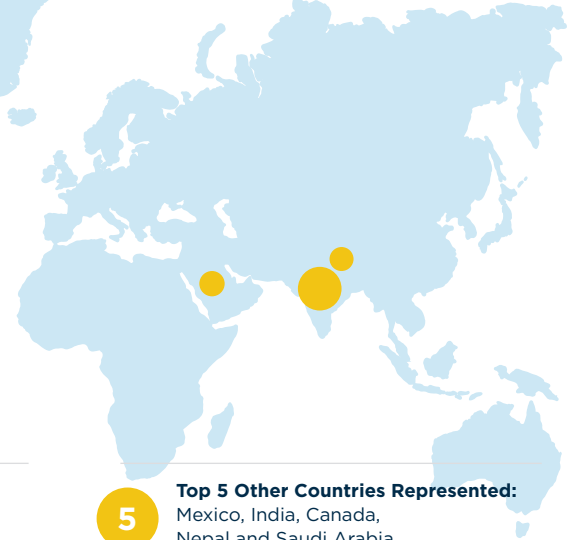 5
Top 5 Other Countries Represented:
Mexico, India, Canada,
Nepal and Saudi Arabia